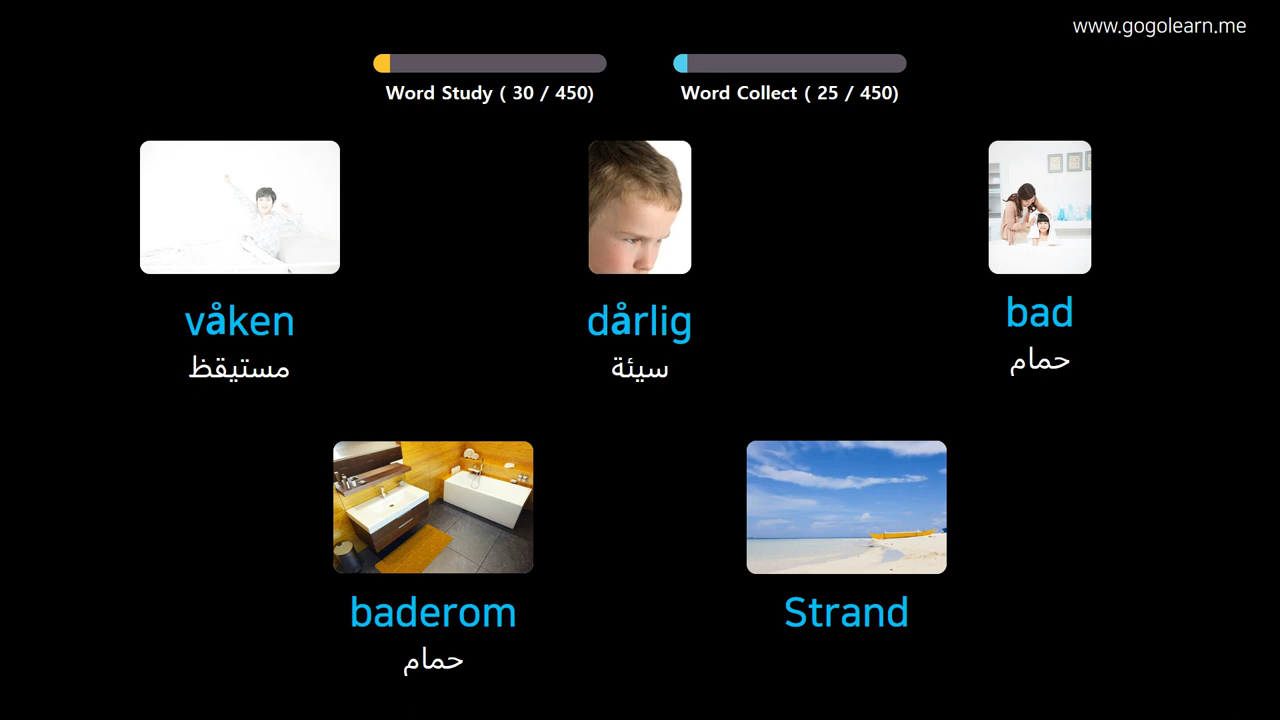 www.gogolearn.me
Word Study ( 30 / 450)
Word Collect ( 25 / 450)
våken
مستيقظ
dårlig
سيئة
bad
حمام
baderom
حمام
Strand